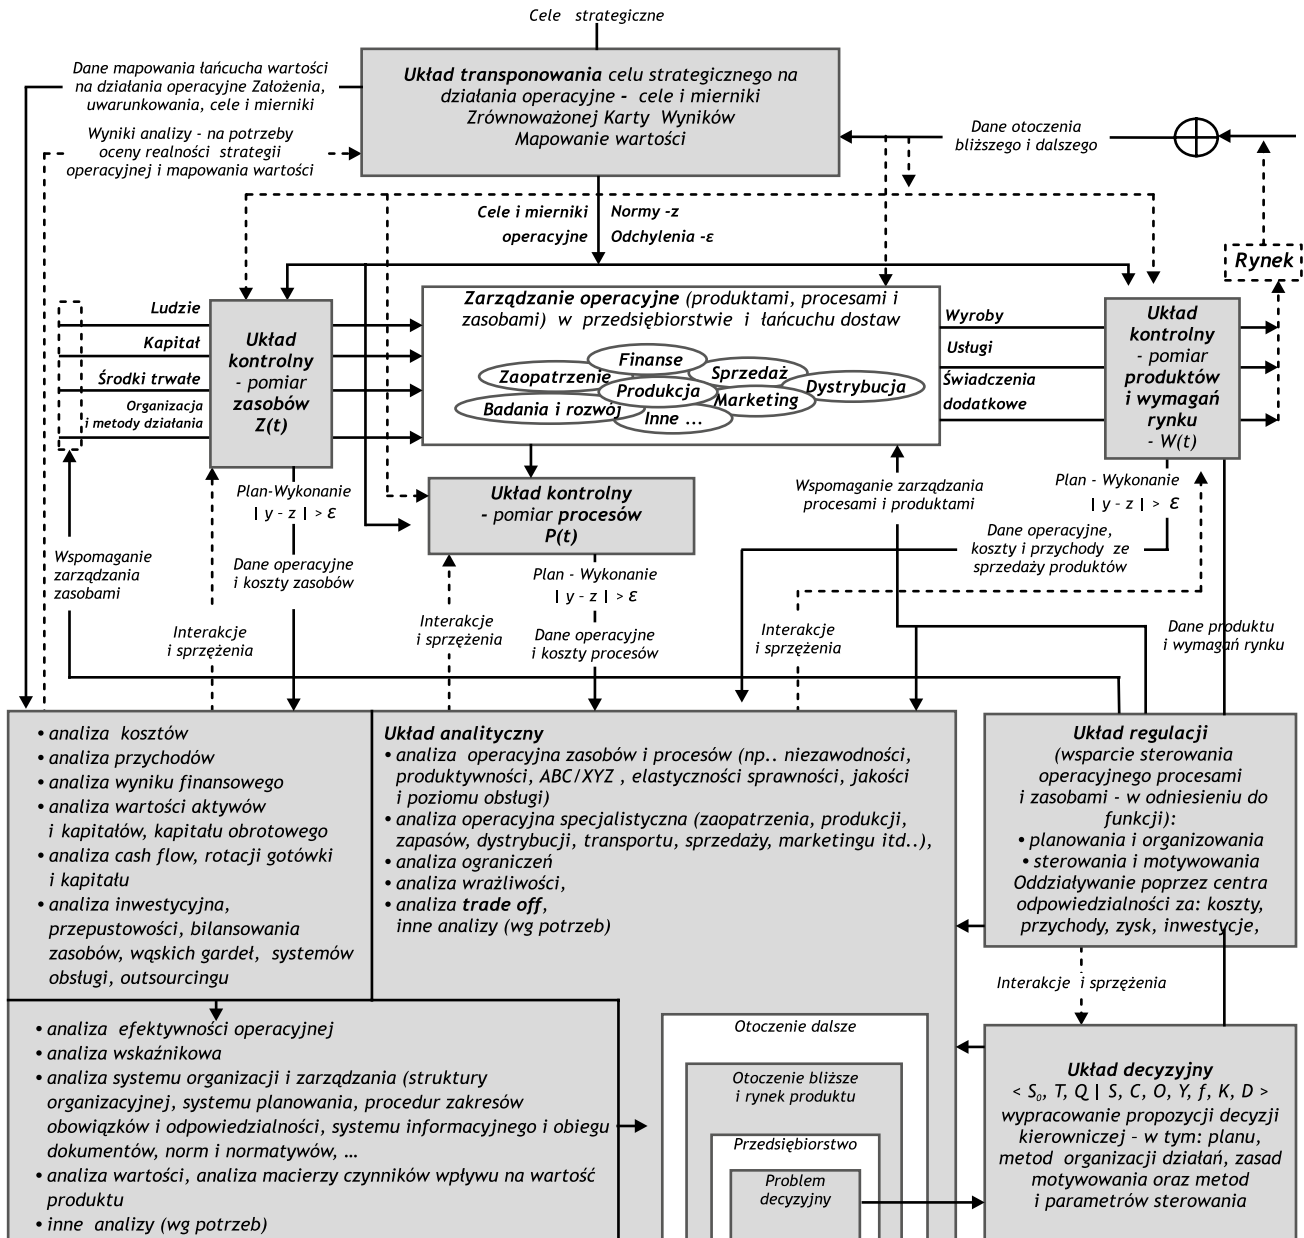 Cele strategiczne
Dane mapowania łańcucha wartości
na działania operacyjne Założenia,
uwarunkowania, cele i mierniki
Układ transponowania celu strategicznego na
działania operacyjne - cele i mierniki
Zrównoważonej Karty Wyników
Mapowanie wartości
Wyniki analizy - na potrzeby
oceny realności strategii
operacyjnej i mapowania wartości
Dane otoczenia
bliższego i dalszego
Cele i mierniki
operacyjne
Normy -z
Odchylenia -ε
Rynek
Ludzie
Kapitał
Środki trwałe
Organizacja
i metody działania
Układ
kontrolny
- pomiar
zasobów
Z(t)
Zarządzanie operacyjne (produktami, procesami i
zasobami) w przedsiębiorstwie i łańcuchu dostaw
Finanse
Zaopatrzenie
Sprzedaż
Produkcja
Dystrybucja
Badania i rozwój
Marketing
Inne ...
Wyroby
Usługi
Świadczenia
dodatkowe
Układ
kontrolny
- pomiar
produktów
i wymagań
rynku
- W(t)
Układ kontrolny
- pomiar procesów
P(t)
Plan-Wykonanie
| y - z | > ε
Dane operacyjne
i koszty zasobów
Wspomaganie
zarządzania
zasobami
Interakcje
i sprzężenia
Interakcje
i sprzężenia
Plan - Wykonanie
| y - z | > ε
Dane operacyjne
i koszty procesów
Wspomaganie zarządzania
procesami i produktami
Plan - Wykonanie
| y - z | > ε
Dane operacyjne,
koszty i przychody ze
sprzedaży produktów
Interakcje
i sprzężenia
Dane produktu
i wymagań rynku
• analiza kosztów
• analiza przychodów
• analiza wyniku finansowego
• analiza wartości aktywów
i kapitałów, kapitału obrotowego
• analiza cash flow, rotacji gotówki
i kapitału
• analiza inwestycyjna,
przepustowości, bilansowania
zasobów, wąskich gardeł, systemów
obsługi, outsourcingu
Układ analityczny
• analiza operacyjna zasobów i procesów (np.. niezawodności,
produktywności, ABC/XYZ , elastyczności sprawności, jakości
i poziomu obsługi)
• analiza operacyjna specjalistyczna (zaopatrzenia, produkcji,
zapasów, dystrybucji, transportu, sprzedaży, marketingu itd..),
• analiza ograniczeń
• analiza wrażliwości,
• analiza trade off,
inne analizy (wg potrzeb)
Układ regulacji
(wsparcie sterowania
operacyjnego procesami
i zasobami - w odniesieniu do
funkcji):
• planowania i organizowania
• sterowania i motywowania
Oddziaływanie poprzez centra
odpowiedzialności za: koszty,
przychody, zysk, inwestycje,
Interakcje i sprzężenia
• analiza efektywności operacyjnej
• analiza wskaźnikowa
• analiza systemu organizacji i zarządzania (struktury
organizacyjnej, systemu planowania, procedur zakresów
obowiązków i odpowiedzialności, systemu informacyjnego i obiegu
dokumentów, norm i normatywów, …
• analiza wartości, analiza macierzy czynników wpływu na wartość
produktu
• inne analizy (wg potrzeb)
Otoczenie dalsze
Otoczenie bliższe
i rynek produktu
Przedsiębiorstwo
Problem
decyzyjny
Układ decyzyjny
< S₀, T, Q | S, C, O, Y, f, K, D >
wypracowanie propozycji decyzji
kierowniczej - w tym: planu,
metod organizacji działań, zasad
motywowania oraz metod
i parametrów sterowania